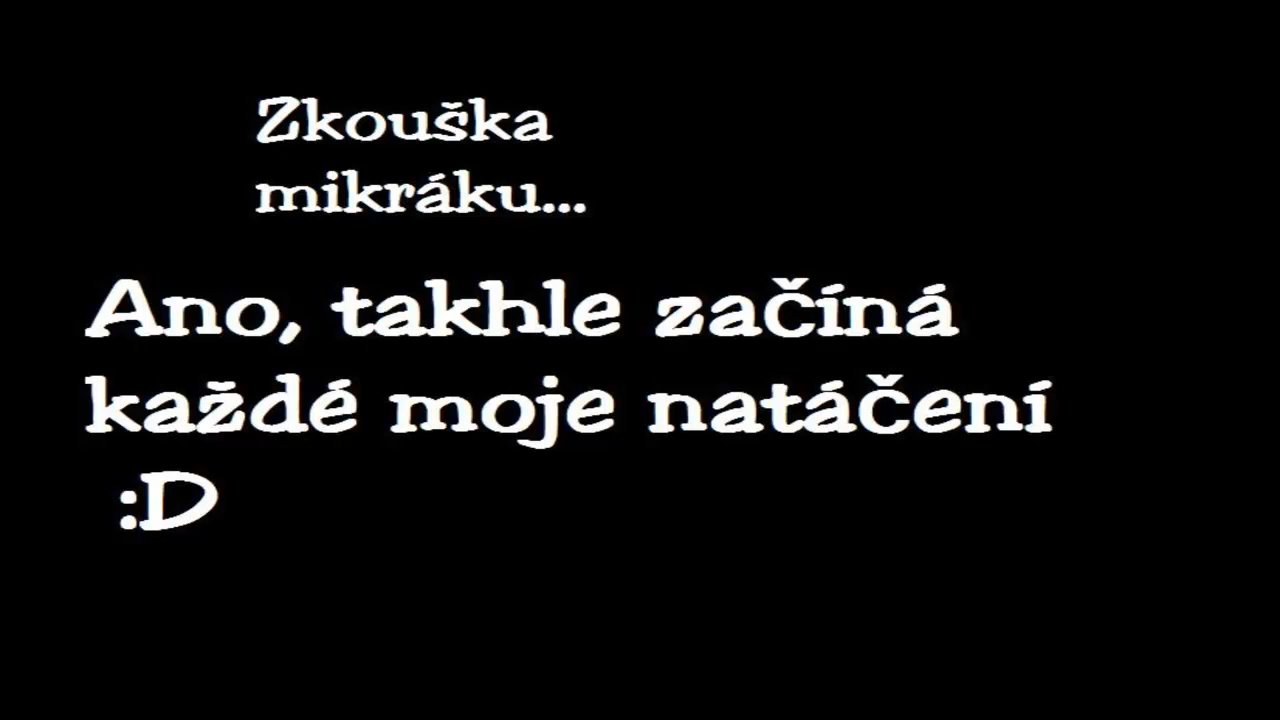 Zkouška
mikráku...
Ano, takhle začíná
každé moje natáčení
:D